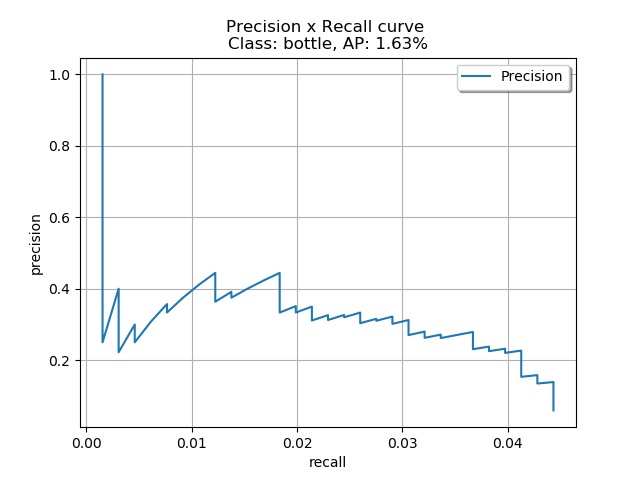 Precision x Recall curve
Class: bottle, AP: 1.63%
Precision
1.0
0.8
0.6
0.4
0.2
precision
0.00 0.01 0.02 0.03 0.04
recall